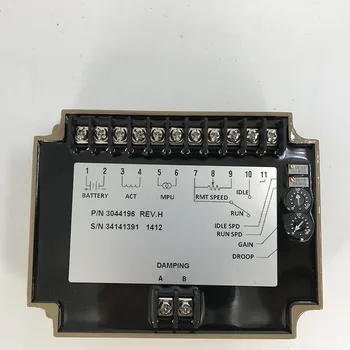 1 2 3 4 5 6 7 8 9 10 11
BATTERY ACT MPU RMT SPEED IDLE
RUN
P/N 3044196 REV.H
IDLE SPD
S/N 34141391 1412
RUN SPD
GAIN
DROOP
DAMPING
A B